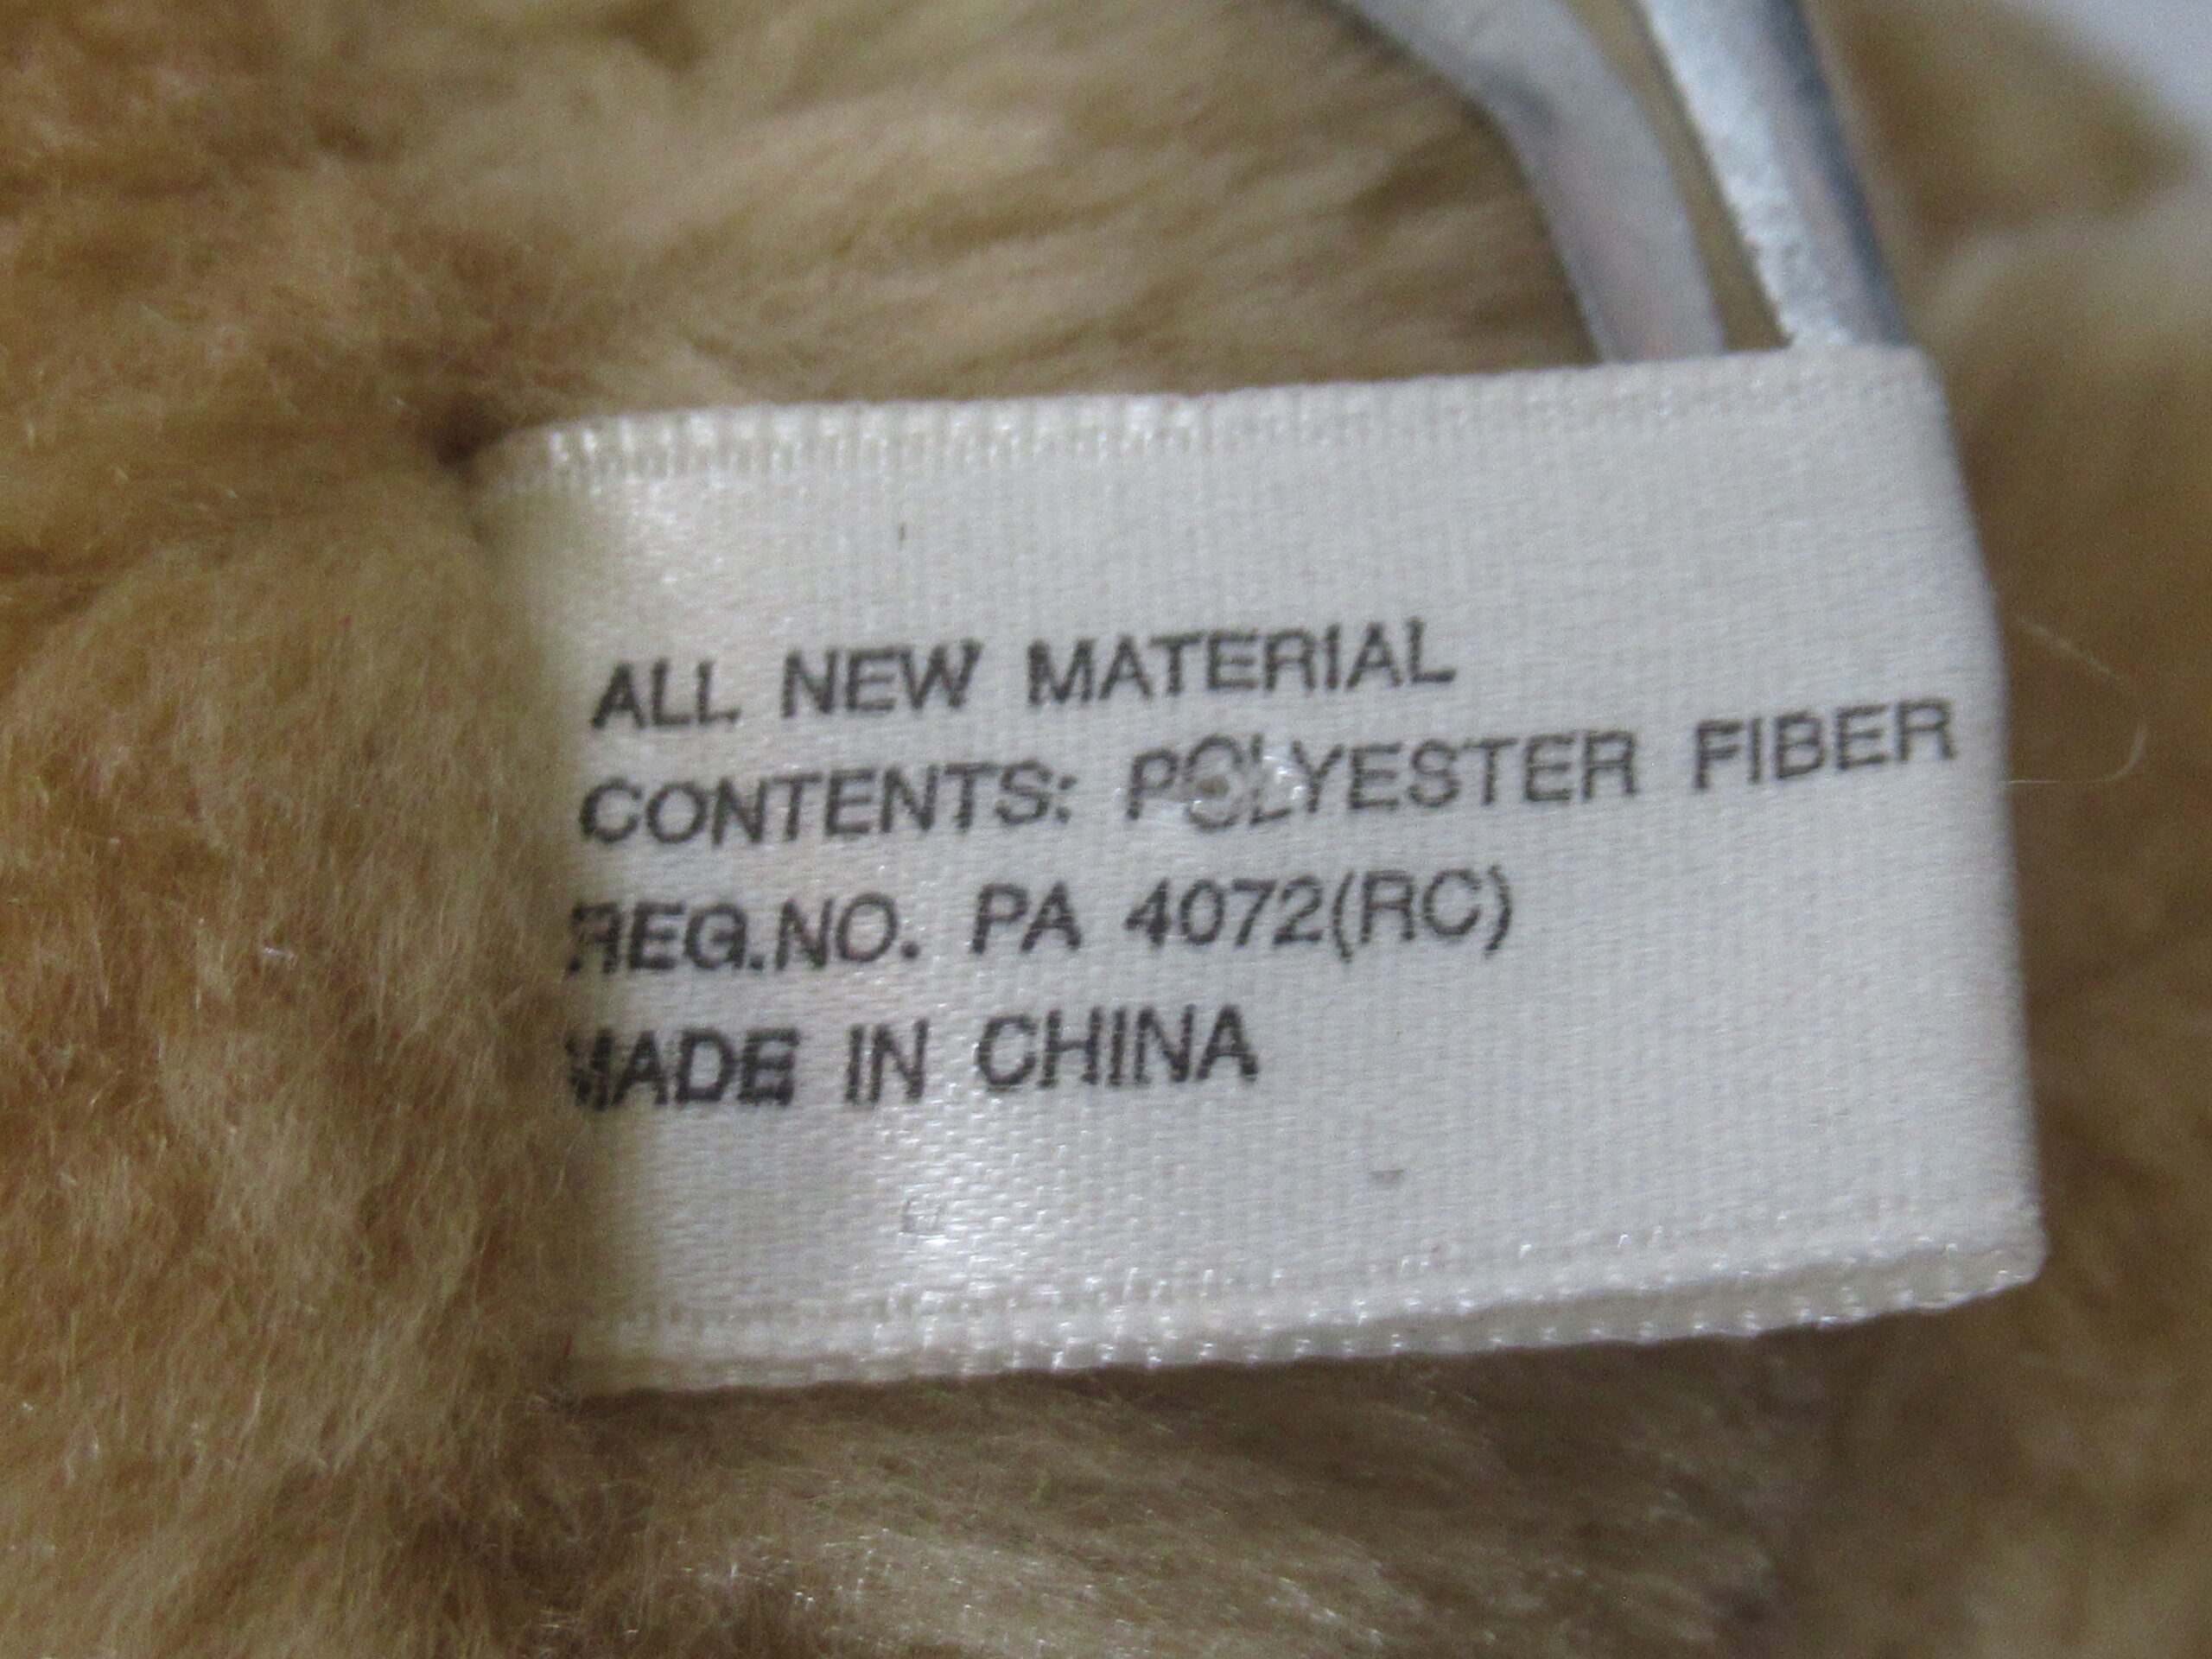 ALL NEW MATERIAL
CONTENTS: POLYESTER FIBER
REG.NO. PA 4072(RC)
MADE IN CHINA